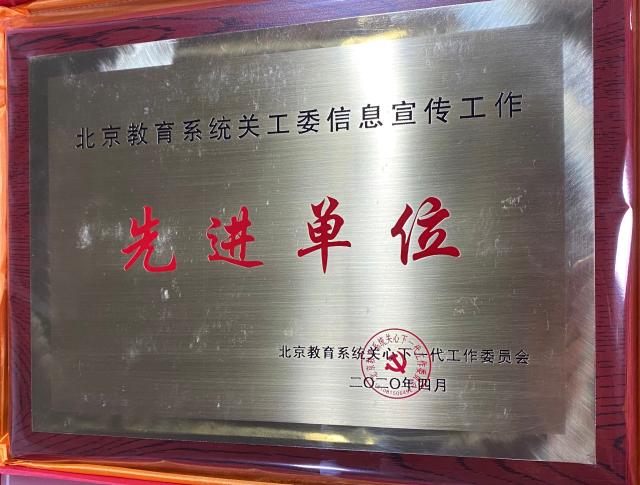 北京教育系统关工委信息宣传工作
先进单位
北京教育系统关心下一代工作委员会
二〇二〇年四月